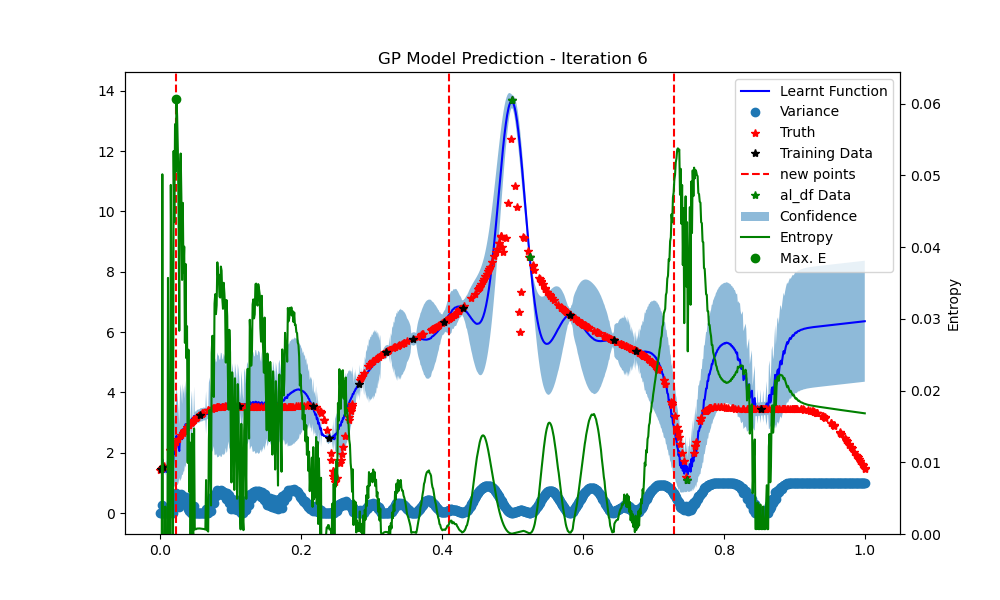 GP Model Prediction - Iteration 6
14
12
10
8
6
4
2
0
0.06
0.05
0.04
0.03
0.02
0.01
0.00
Entropy
Learnt Function
Variance
Truth
Training Data
new points
al_df Data
Confidence
Entropy
Max. E
0.0 0.2 0.4 0.6 0.8 1.0